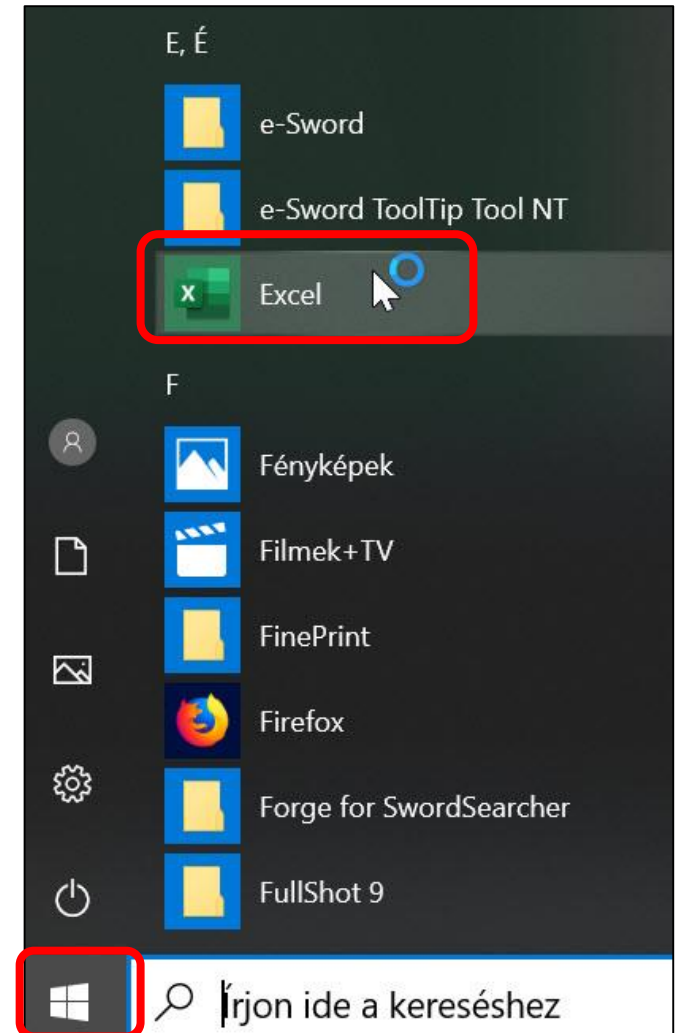 E, É
e-Sword
e-Sword ToolTip Tool NT
Excel
F
Fényképek
Filmek+TV
FinePrint
Firefox
Forge for SwordSearcher
FullShot 9
Írjon ide a kereséshez